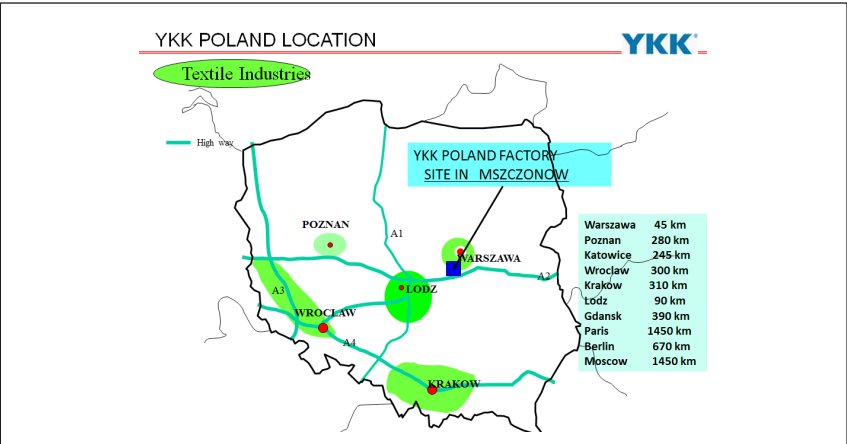 YKK POLAND LOCATION
YKK®
Textile Industries
High way
YKK POLAND FACTORY
SITE IN MSZCZONOW
POZNAN
A1
WARSZAWA
A2
LODZ
A3
WROCLAW
A4
KRAKOW
Warszawa 45 km
Poznan 280 km
Katowice 245 km
Wroclaw 300 km
Krakow 310 km
Lodz 90 km
Gdansk 390 km
Paris 1450 km
Berlin 670 km
Moscow 1450 km